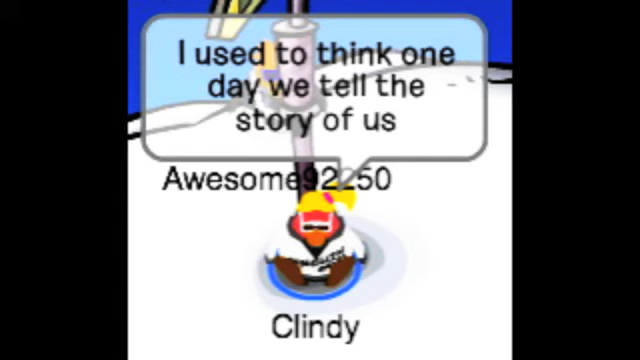 I used to think one
day we tell the
story of us
Awesome92250
Clindy